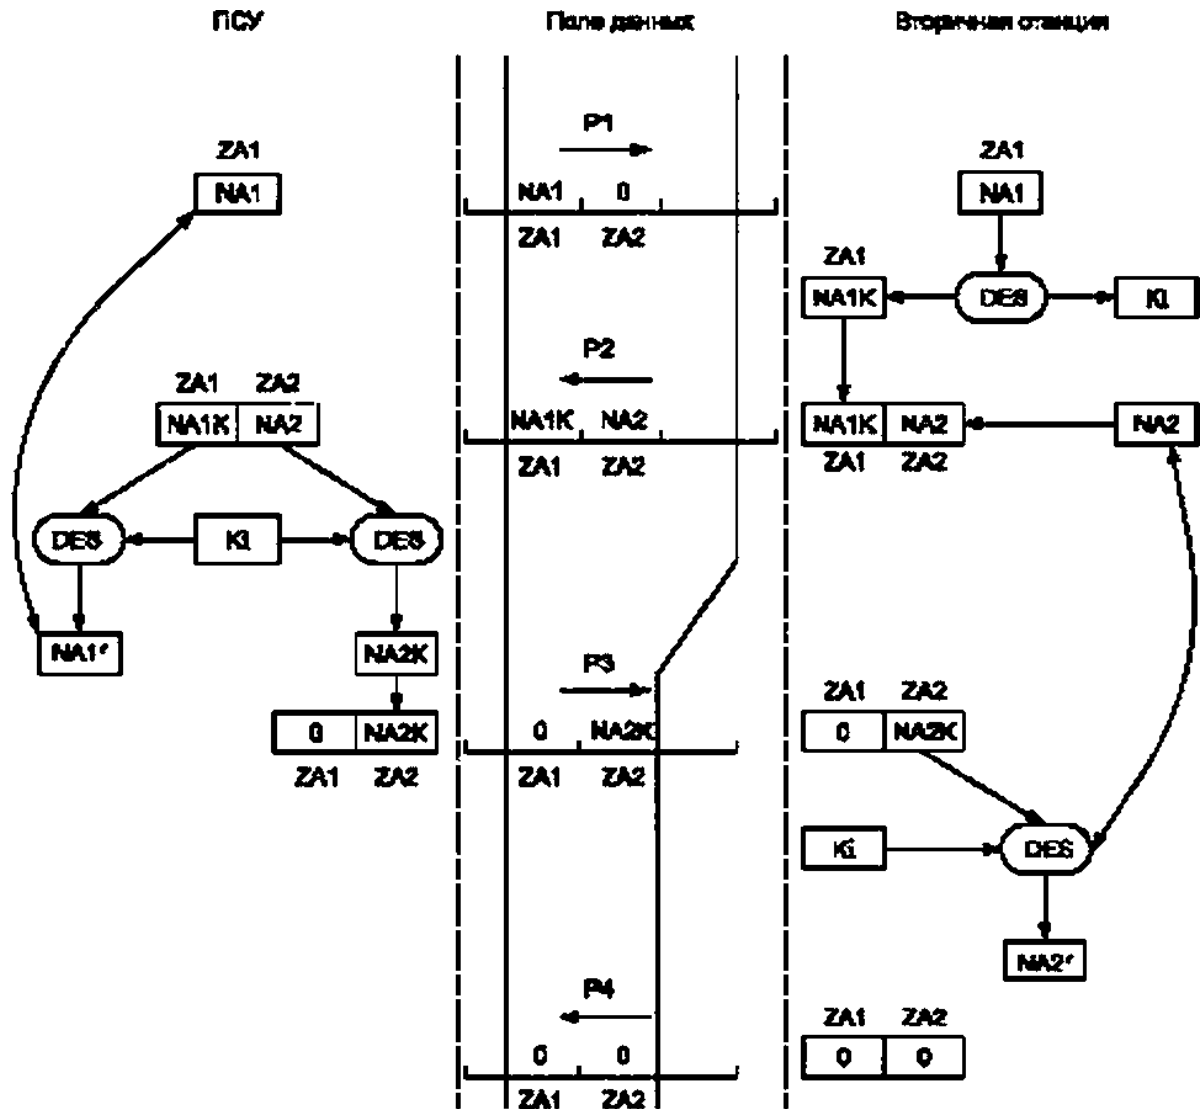 ПСУ Поле данных Вторичная станция
P1
ZA1 ZA1
NA1 NA1 0 NA1
ZA1 ZA2
ZA1
NA1K DES Ki
P2
ZA1 ZA2
NA1K NA2 NA1K NA2 NA1K NA2 NA2
ZA1 ZA2 ZA1 ZA2
DES Ki DES
NA1' NA2K P3
ZA1 ZA2
0 NA2K 0 NA2K 0 NA2K
ZA1 ZA2 ZA1 ZA2
Ki DES
NA2'
P4
ZA1 ZA2
0 0 0 0
ZA1 ZA2